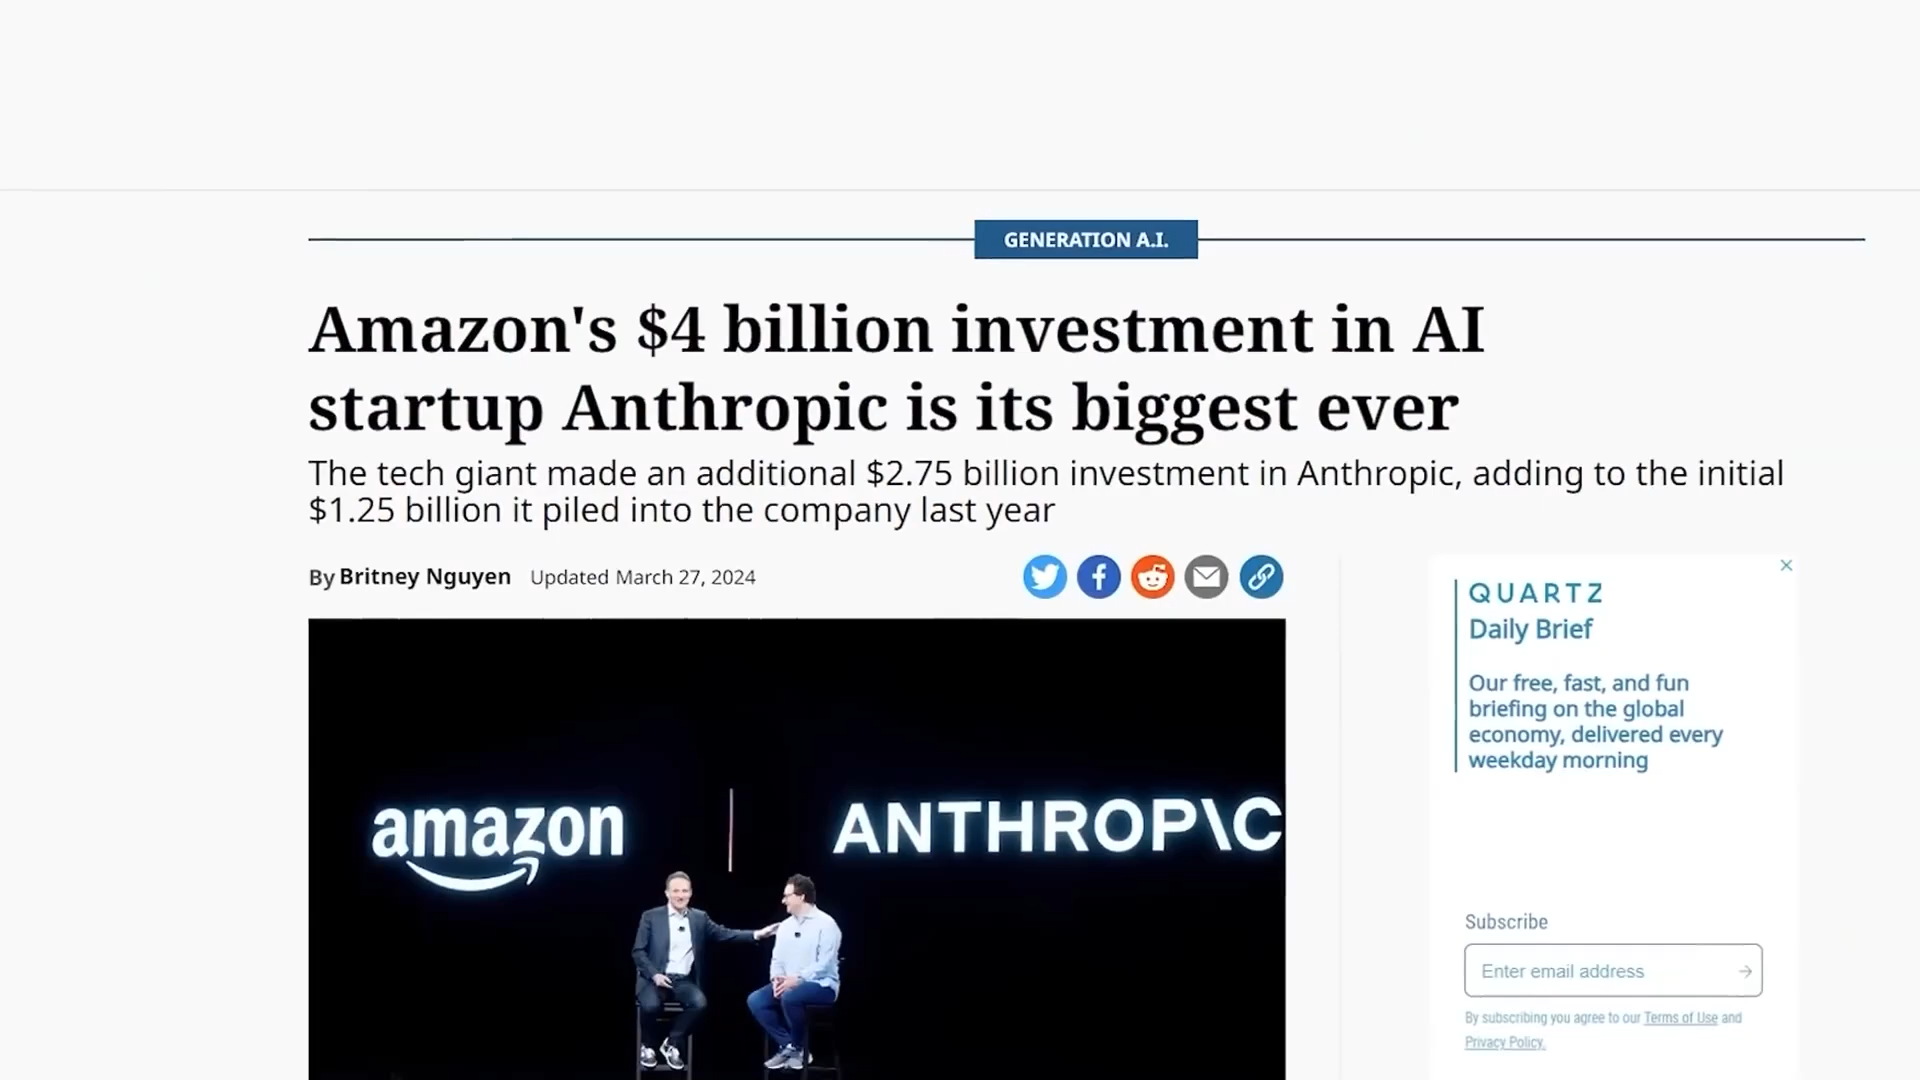 GENERATION A.I.
Amazon's $4 billion investment in AI
startup Anthropic is its biggest ever
The tech giant made an additional $2.75 billion investment in Anthropic, adding to the initial
$1.25 billion it piled into the company last year
By Britney Nguyen Updated March 27, 2024
amazon
ANTHROP\C
QUARTZ
Daily Brief
Our free, fast, and fun
briefing on the global
economy, delivered every
weekday morning
Subscribe
Enter email address
By subscribing you agree to our Terms of Use and
Privacy Policy.